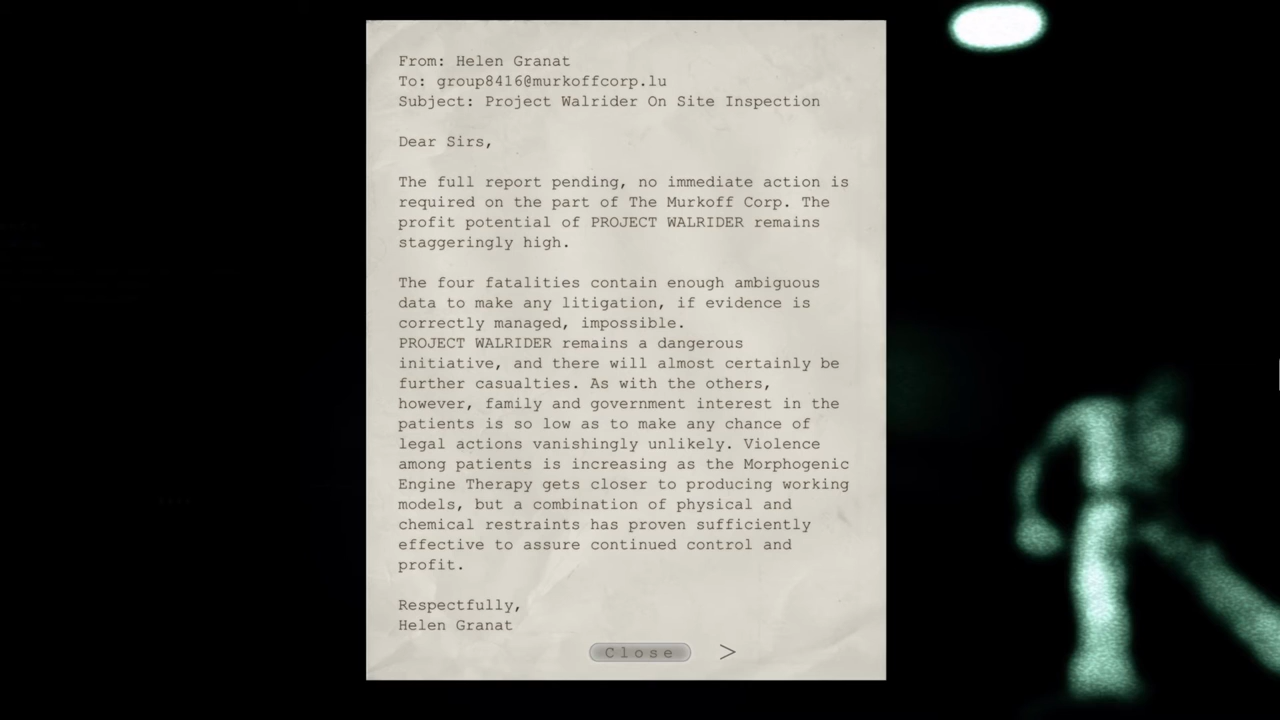 From: Helen Granat
To: group8416@murkoffcorp.lu
Subject: Project Walrider On Site Inspection
Dear Sirs,
The full report pending, no immediate action is
required on the part of The Murkoff Corp. The
profit potential of PROJECT WALRIDER remains
staggeringly high.
The four fatalities contain enough ambiguous
data to make any litigation, if evidence is
correctly managed, impossible.
PROJECT WALRIDER remains a dangerous
initiative, and there will almost certainly be
further casualties. As with the others,
however, family and government interest in the
patients is so low as to make any chance of
legal actions vanishingly unlikely. Violence
among patients is increasing as the Morphogenic
Engine Therapy gets closer to producing working
models, but a combination of physical and
chemical restraints has proven sufficiently
effective to assure continued control and
profit.
Respectfully,
Helen Granat
Close >